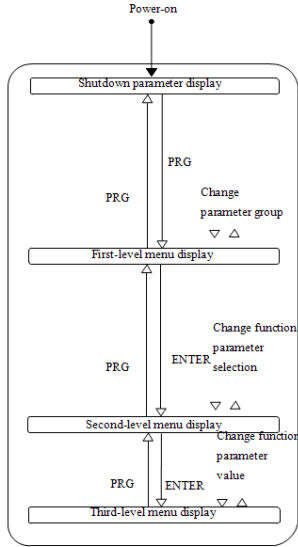 Power-on
Shutdown parameter display
PRG
PRG
Change
parameter group
First-level menu display
Change function
parameter
selection
ENTER
PRG
Second-level menu display
Change function
parameter
value
PRG
ENTER
Third-level menu display